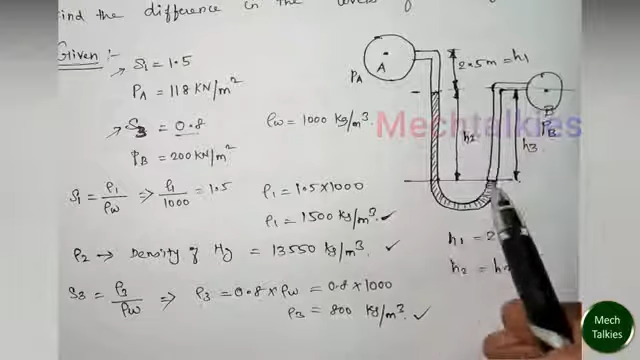 find the difference in the levels of
Given :-
S1 = 1.5
PA = 118 KN/m²
S3 = 0.8
ρw = 1000 kg/m³
PB = 200 KN/m²
S1 = ρ1/ρw => ρ1/1000 = 1.5
ρ1 = 1.5 × 1000
ρ1 = 1500 kg/m³ ✓
ρ2 → Density of Hg = 13550 kg/m³ ✓
S3 = ρ3/ρw => ρ3 = 0.8 × ρw = 0.8 × 1000
ρ3 = 800 kg/m³ ✓
A
PA
2.5m = h1
h2
h3
B
PB
h1 = 2
h2 = h
Mechtalkies
Mech
Talkies